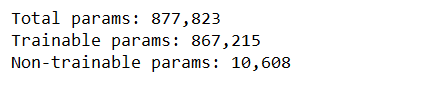 Total params: 877,823
Trainable params: 867,215
Non-trainable params: 10,608